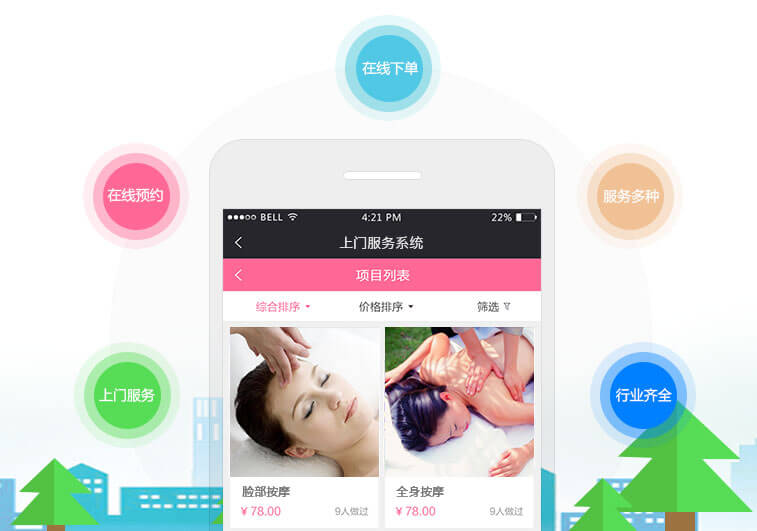 在线下单
在线预约
服务多种
●●●○○ BELL 4:21 PM 22%
上门服务系统
项目列表
综合排序 价格排序 筛选
上门服务
行业齐全
脸部按摩 全身按摩
¥ 78.00 9人做过 ¥ 78.00 9人做过